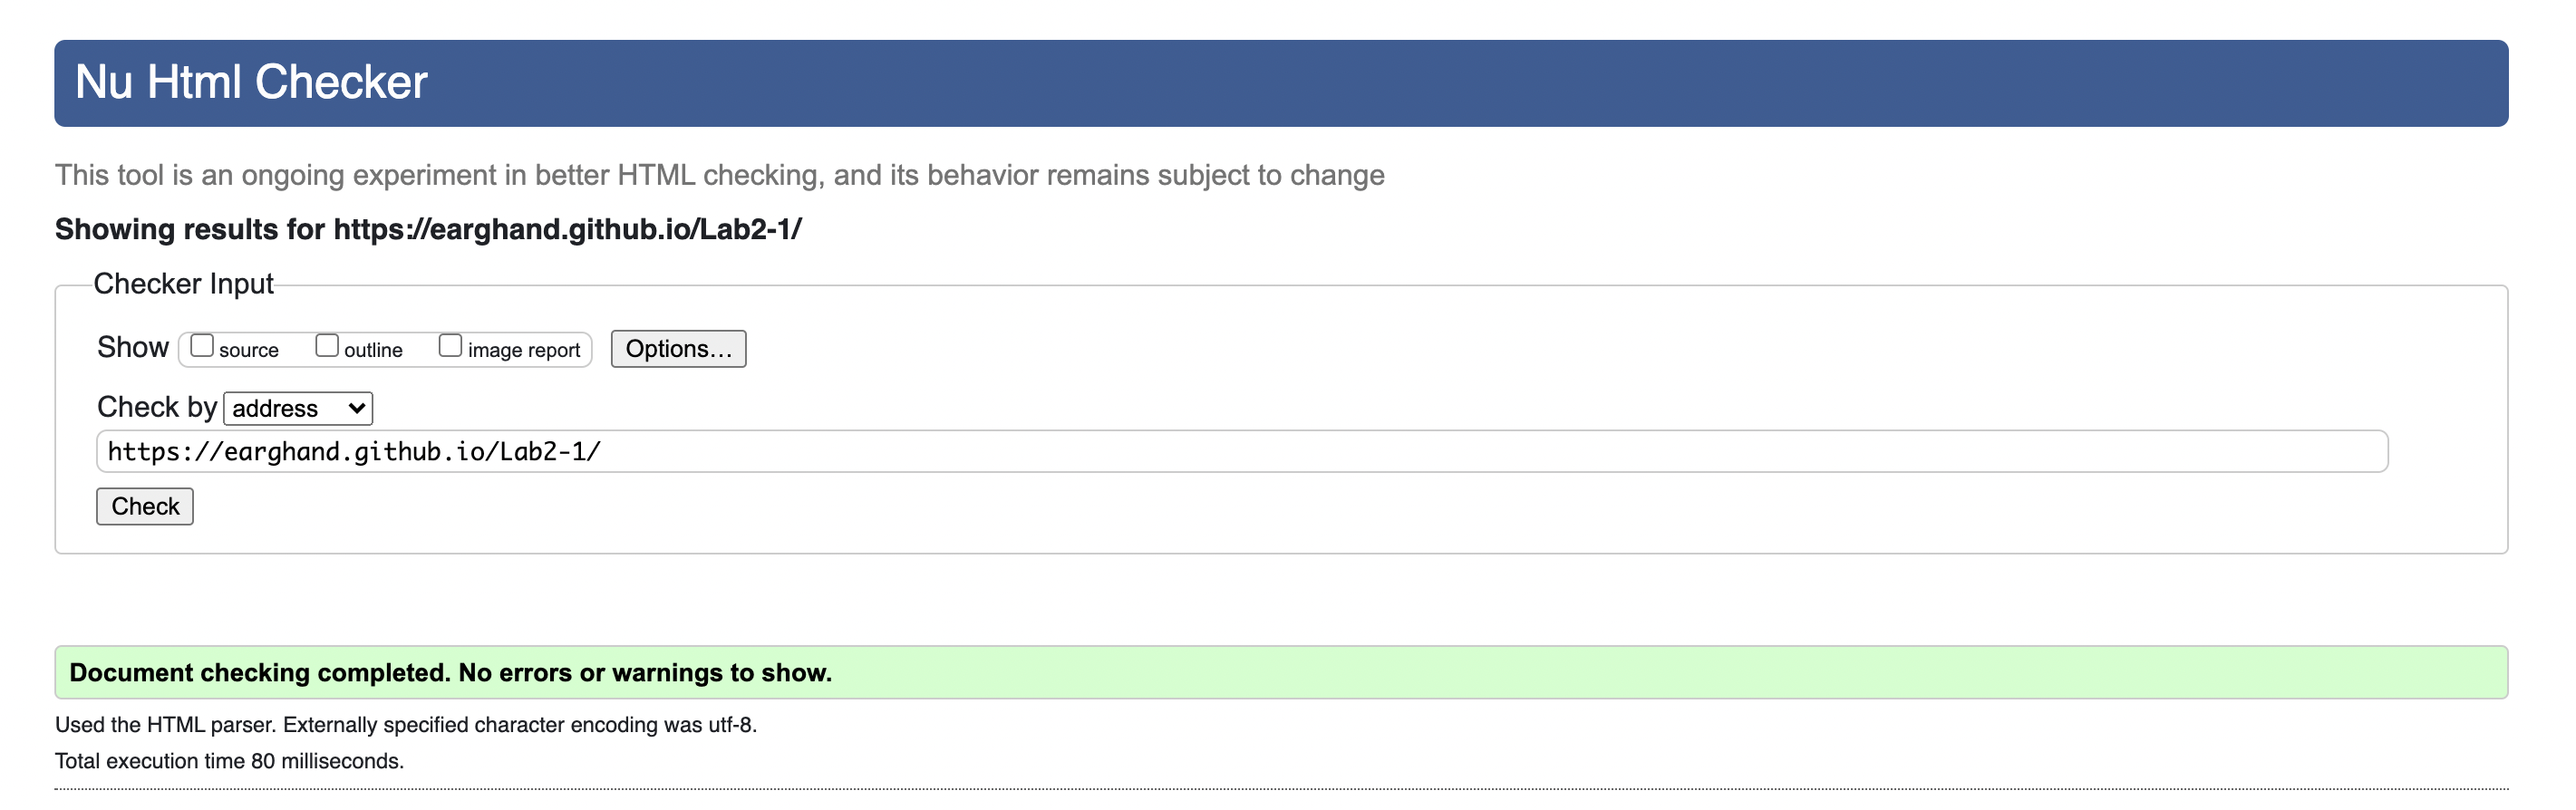 Nu Html Checker
This tool is an ongoing experiment in better HTML checking, and its behavior remains subject to change
Showing results for https://earghand.github.io/Lab2-1/
Checker Input
Show source outline image report Options...
Check by address
https://earghand.github.io/Lab2-1/
Check
Document checking completed. No errors or warnings to show.
Used the HTML parser. Externally specified character encoding was utf-8.
Total execution time 80 milliseconds.